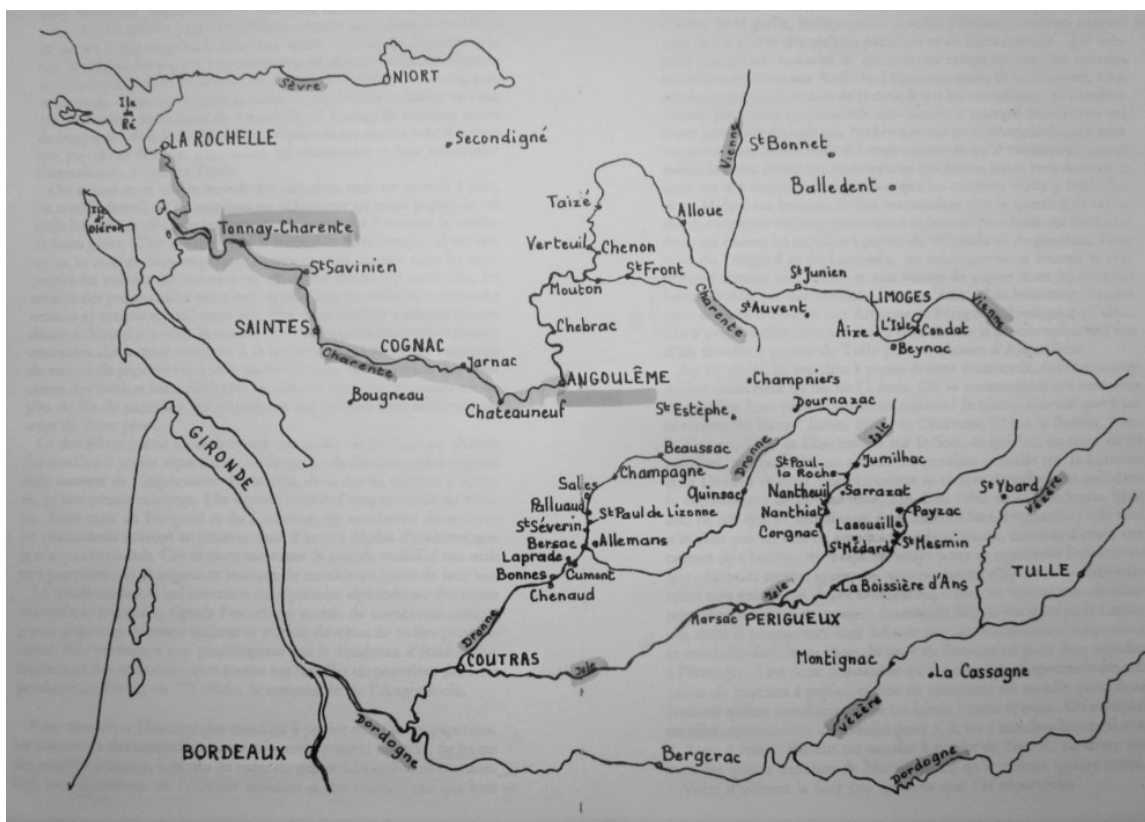 NIORT
Sèvre
Ile
de
Ré
LA ROCHELLE
Secondigné
Vienne
St Bonnet
Balledent
Ile
d'Oléron
Tonnay-Charente
St Savinien
Taizé
Alloue
Verteuil
Chenon
St Front
Mouton
Charente
St Junien
St Auvent
LIMOGES
Vienne
L'Isle
Aixe
Condat
Beynac
SAINTES
Chebrac
COGNAC
Charente
Jarnac
Bougneau
Chateauneuf
ANGOULÊME
Champniers
St Estèphe
Dournazac
GIRONDE
Beaussac
Champagne
Dronne
Isle
St Paul-
la Roche
Jumilhac
Salles
Palluaud
Quinsac
Nantheuil
Sarrazat
St Ybard
Vézère
St Paul de Lizonne
Nanthiat
Payzac
St Séverin
Corgnac
Lanouaille
Bersac
Allemans
St Médard
St Mesmin
Laprade
Cumont
Bonnes
Chenaud
Isle
La Boissière d'Ans
TULLE
Marsac
PERIGUEUX
Dronne
COUTRAS
Isle
Montignac
La Cassagne
Dordogne
Vézère
BORDEAUX
Bergerac
Dordogne